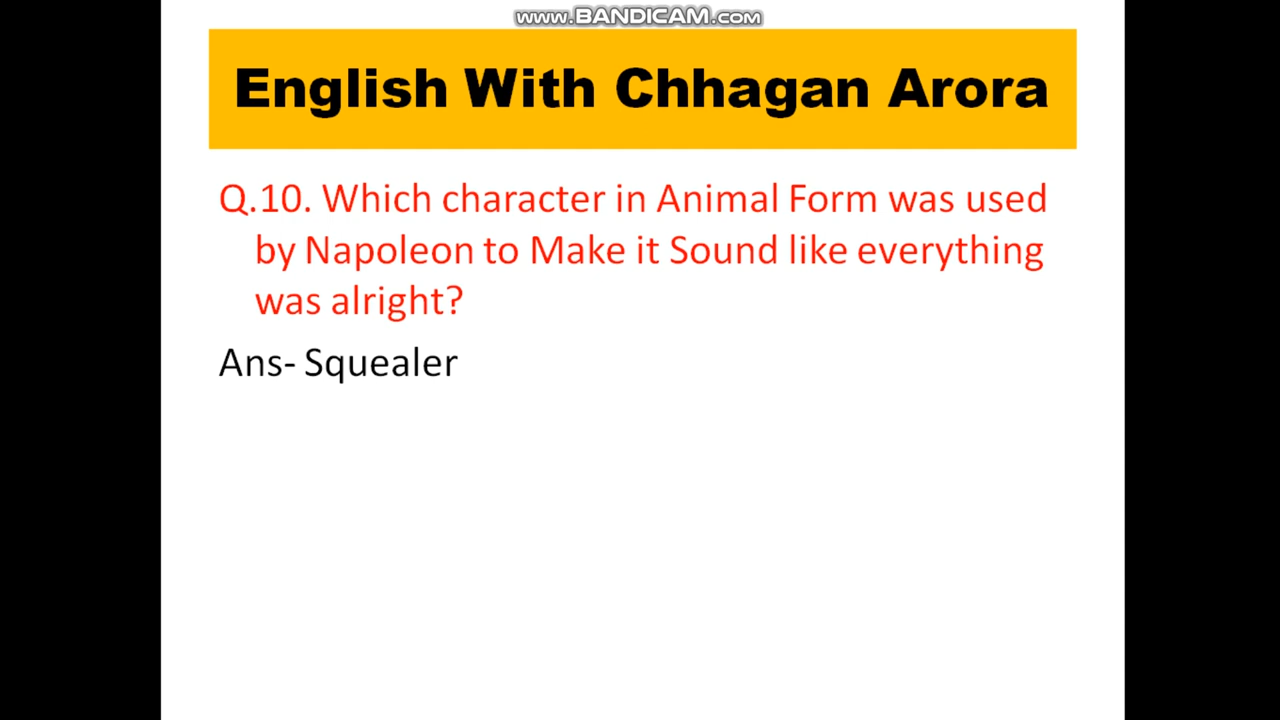 www.BANDICAM.com
English With Chhagan Arora
Q.10. Which character in Animal Form was used
by Napoleon to Make it Sound like everything
was alright?
Ans- Squealer